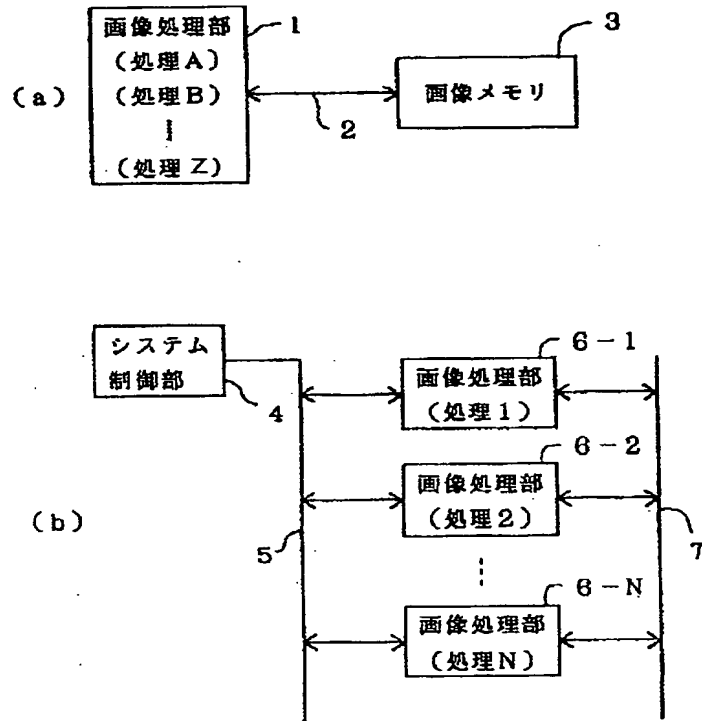 (a)
画像処理部
(処理A)
(処理B)
(処理Z)
1
2
3
画像メモリ
(b)
システム
制御部
4
5
6-1
画像処理部
(処理1)
6-2
画像処理部
(処理2)
7
6-N
画像処理部
(処理N)